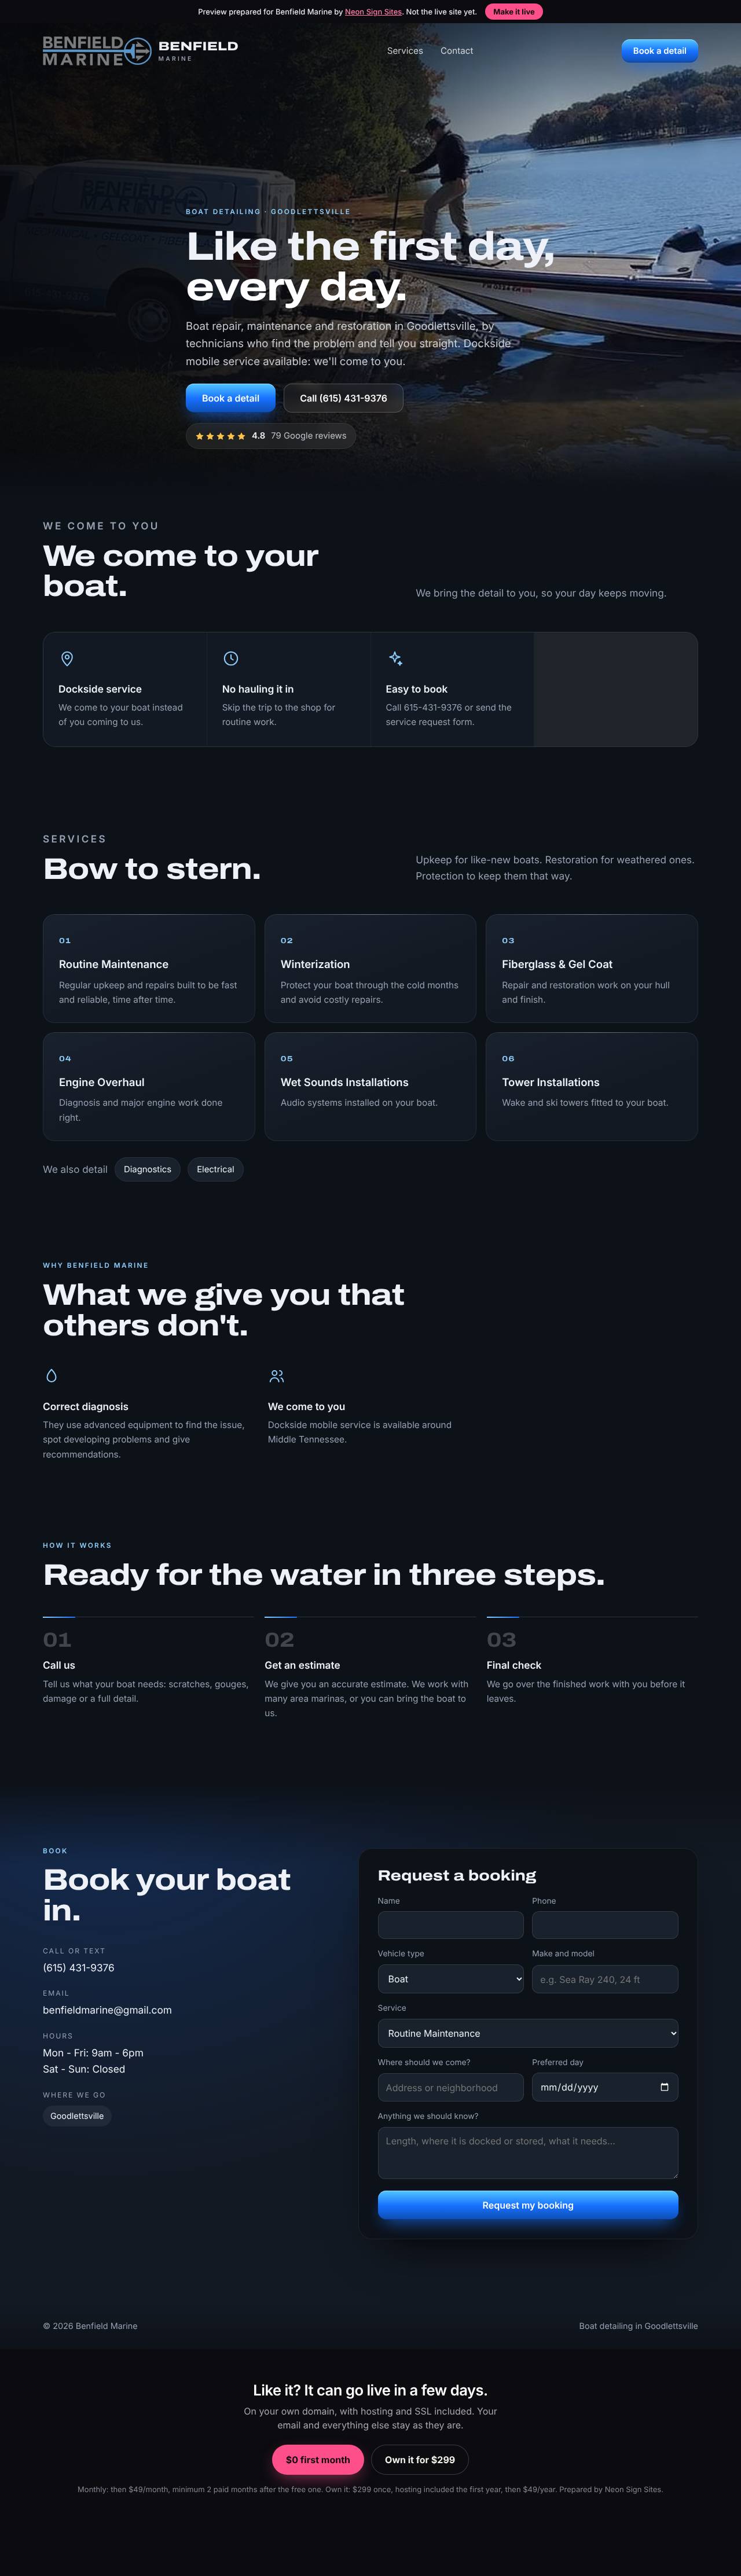 Preview prepared for Benfield Marine by Neon Sign Sites. Not the live site yet. Make it live
BENFIELD
MARINE
BENFIELD
MARINE
Services
Contact
Book a detail
BENFIELD
MARINE
BOAT DETAILING · GOODLETTSVILLE
Like the first day,
every day.
Boat repair, maintenance and restoration in Goodlettsville, by
technicians who find the problem and tell you straight. Dockside
mobile service available: we'll come to you.
Book a detail
Call (615) 431-9376
4.8 79 Google reviews
WE COME TO YOU
We come to your
boat.
We bring the detail to you, so your day keeps moving.
Dockside service
We come to your boat instead
of you coming to us.
No hauling it in
Skip the trip to the shop for
routine work.
Easy to book
Call 615-431-9376 or send the
service request form.
SERVICES
Bow to stern.
Upkeep for like-new boats. Restoration for weathered ones.
Protection to keep them that way.
01
Routine Maintenance
Regular upkeep and repairs built to be fast
and reliable, time after time.
02
Winterization
Protect your boat through the cold months
and avoid costly repairs.
03
Fiberglass & Gel Coat
Repair and restoration work on your hull
and finish.
04
Engine Overhaul
Diagnosis and major engine work done
right.
05
Wet Sounds Installations
Audio systems installed on your boat.
06
Tower Installations
Wake and ski towers fitted to your boat.
We also detail
Diagnostics
Electrical
WHY BENFIELD MARINE
What we give you that
others don't.
Correct diagnosis
They use advanced equipment to find the issue,
spot developing problems and give
recommendations.
We come to you
Dockside mobile service is available around
Middle Tennessee.
HOW IT WORKS
Ready for the water in three steps.
01
Call us
Tell us what your boat needs: scratches, gouges,
damage or a full detail.
02
Get an estimate
We give you an accurate estimate. We work with
many area marinas, or you can bring the boat to
us.
03
Final check
We go over the finished work with you before it
leaves.
BOOK
Book your boat
in.
CALL OR TEXT
(615) 431-9376
EMAIL
benfieldmarine@gmail.com
HOURS
Mon - Fri: 9am - 6pm
Sat - Sun: Closed
WHERE WE GO
Goodlettsville
Request a booking
Name
Phone
Vehicle type
Make and model
Boat
e.g. Sea Ray 240, 24 ft
Service
Routine Maintenance
Where should we come?
Preferred day
Address or neighborhood
mm/dd/yyyy
Anything we should know?
Length, where it is docked or stored, what it needs...
Request my booking
© 2026 Benfield Marine
Boat detailing in Goodlettsville
Like it? It can go live in a few days.
On your own domain, with hosting and SSL included. Your
email and everything else stay as they are.
$0 first month
Own it for $299
Monthly: then $49/month, minimum 2 paid months after the free one. Own it: $299 once, hosting included the first year, then $49/year. Prepared by Neon Sign Sites.